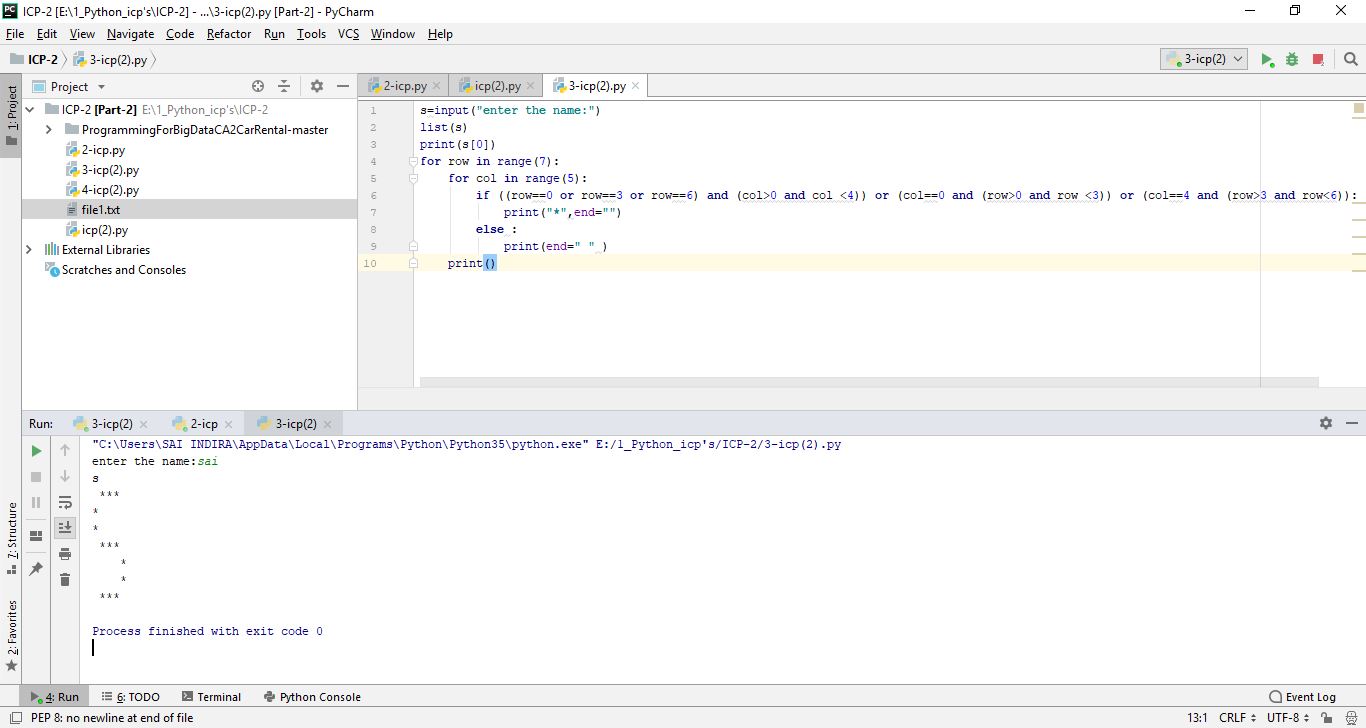 ICP-2 [E:\1_Python_icp's\ICP-2] - ...\3-icp(2).py [Part-2] - PyCharm
File Edit View Navigate Code Refactor Run Tools VCS Window Help
ICP-2 3-icp(2).py 3-icp(2)
1: Project
Project
2-icp.py icp(2).py 3-icp(2).py
ICP-2 [Part-2] E:\1_Python_icp's\ICP-2
ProgrammingForBigDataCA2CarRental-master
2-icp.py
3-icp(2).py
4-icp(2).py
file1.txt
icp(2).py
External Libraries
Scratches and Consoles
1 s=input("enter the name:")
2 list(s)
3 print(s[0])
4 for row in range(7):
5     for col in range(5):
6         if ((row==0 or row==3 or row==6) and (col>0 and col <4)) or (col==0 and (row>0 and row <3)) or (col==4 and (row>3 and row<6)):
7             print("*",end="")
8         else :
9             print(end=" " )
10     print()
Run: 3-icp(2) 2-icp 3-icp(2)
"C:\Users\SAI INDIRA\AppData\Local\Programs\Python\Python35\python.exe" E:/1_Python_icp's/ICP-2/3-icp(2).py
enter the name:sai
s
 ***
*
*
 ***
    *
    *
 ***
Process finished with exit code 0
7: Structure
2: Favorites
4: Run 6: TODO Terminal Python Console Event Log
PEP 8: no newline at end of file 13:1 CRLF UTF-8